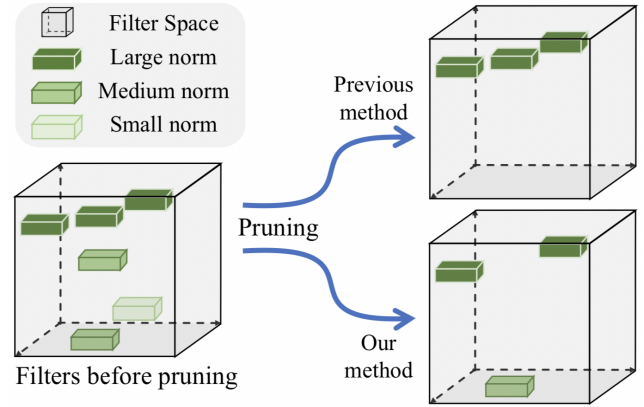 Filter Space
Large norm
Medium norm
Small norm
Previous
method
Pruning
Our
method
Filters before pruning